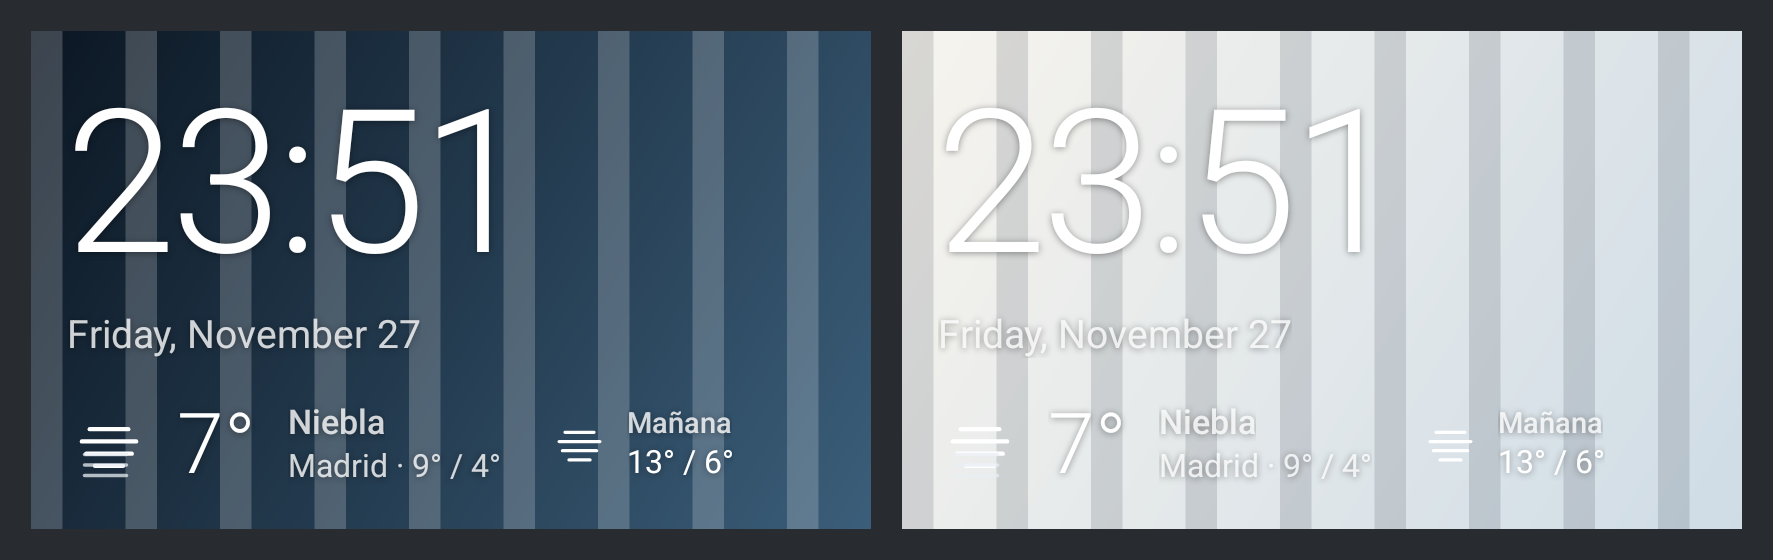 23:51
Friday, November 27
7° Niebla
Madrid · 9° / 4°
Mañana
13° / 6°
23:51
Friday, November 27
7° Niebla
Madrid · 9° / 4°
Mañana
13° / 6°